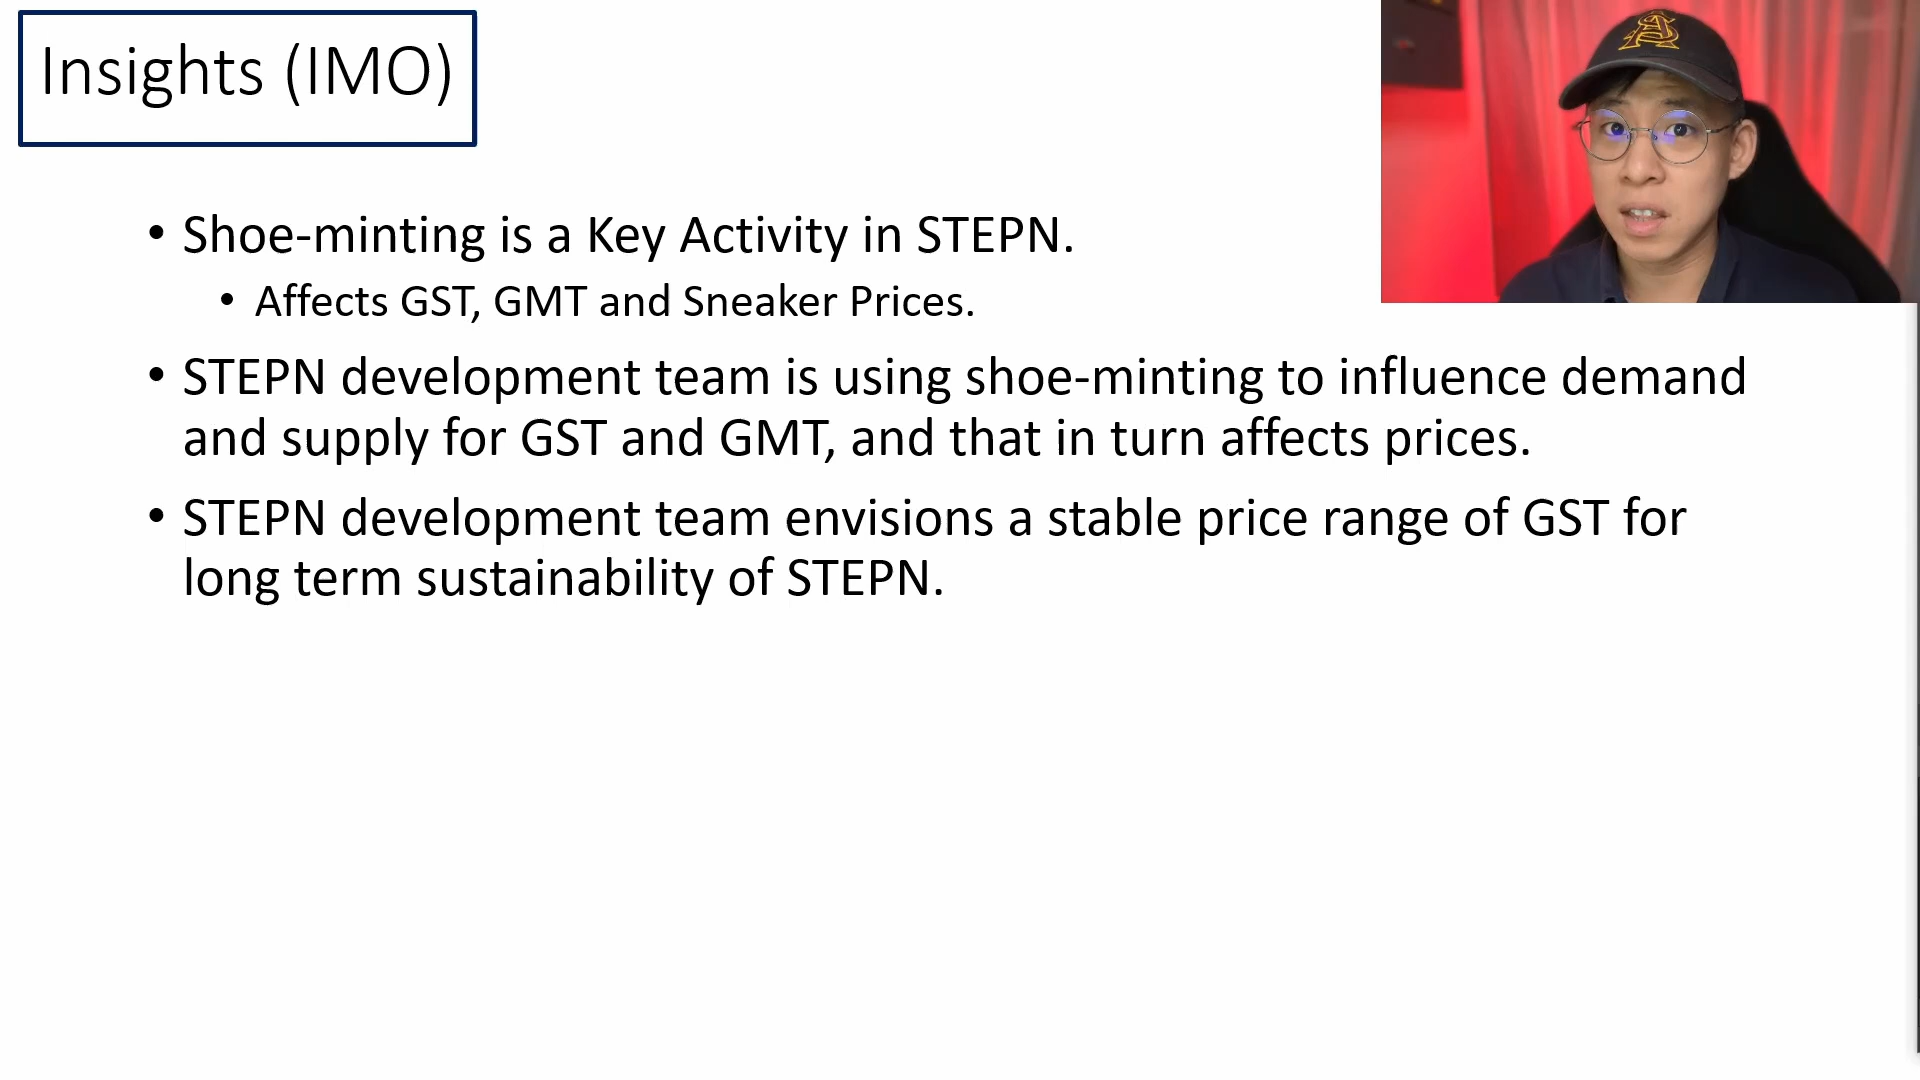 Insights (IMO)
• Shoe-minting is a Key Activity in STEPN.
• Affects GST, GMT and Sneaker Prices.
• STEPN development team is using shoe-minting to influence demand
and supply for GST and GMT, and that in turn affects prices.
• STEPN development team envisions a stable price range of GST for
long term sustainability of STEPN.